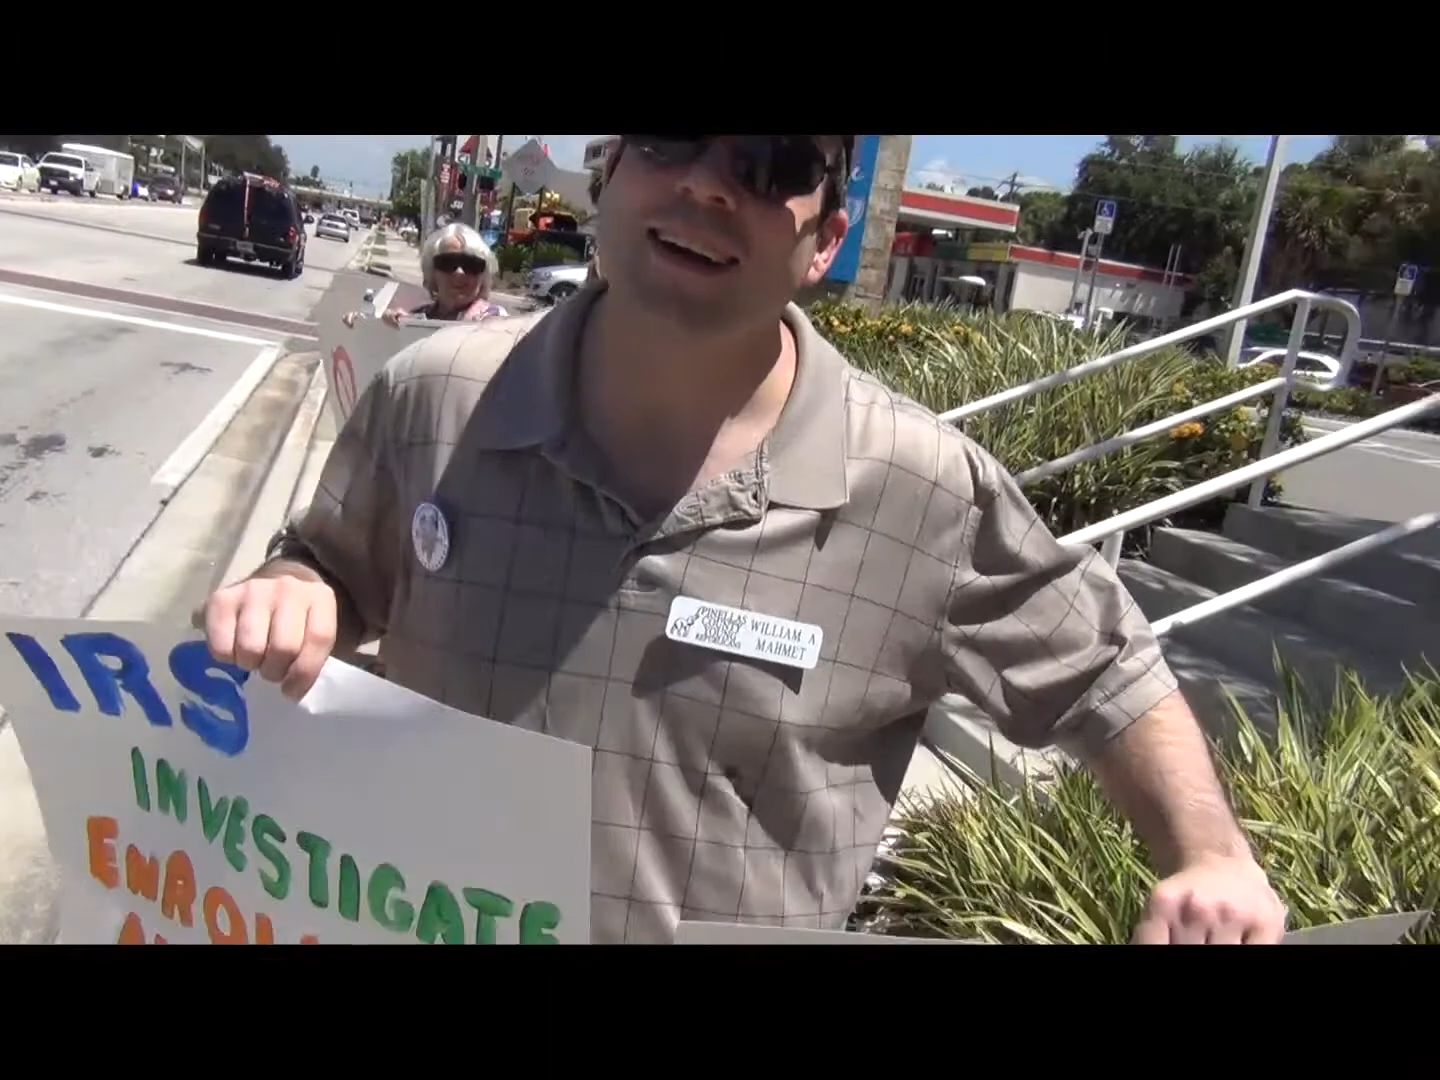 PINELLAS
COUNTY
YOUNG
REPUBLICANS
WILLIAM A
MAHMET
IRS
INVESTIGATE